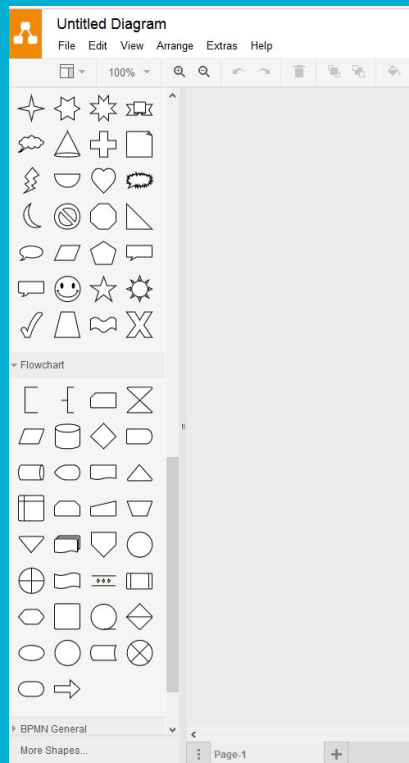 Untitled Diagram
File Edit View Arrange Extras Help
100%
Flowchart
BPMN General
More Shapes...
Page-1